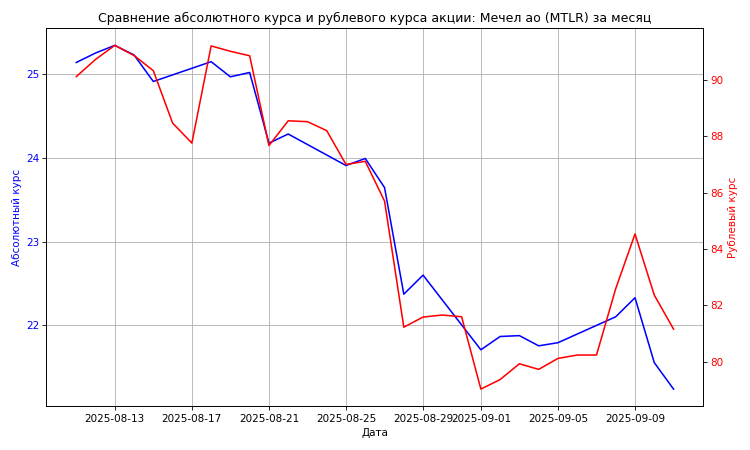 Сравнение абсолютного курса и рублевого курса акции: Мечел ао (MTLR) за месяц
25
24
23
22
Абсолютный курс
90
88
86
84
82
80
Рублевый курс
2025-08-13 2025-08-17 2025-08-21 2025-08-25 2025-08-29 2025-09-01 2025-09-05 2025-09-09
Дата